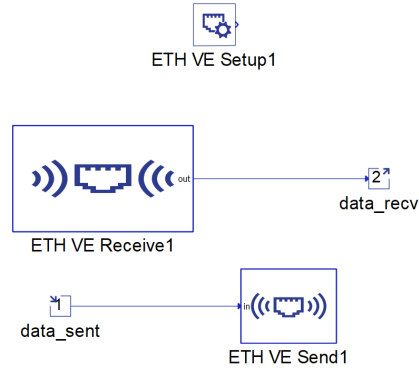 ETH VE Setup1
out
2
data_recv
ETH VE Receive1
1
in
data_sent
ETH VE Send1